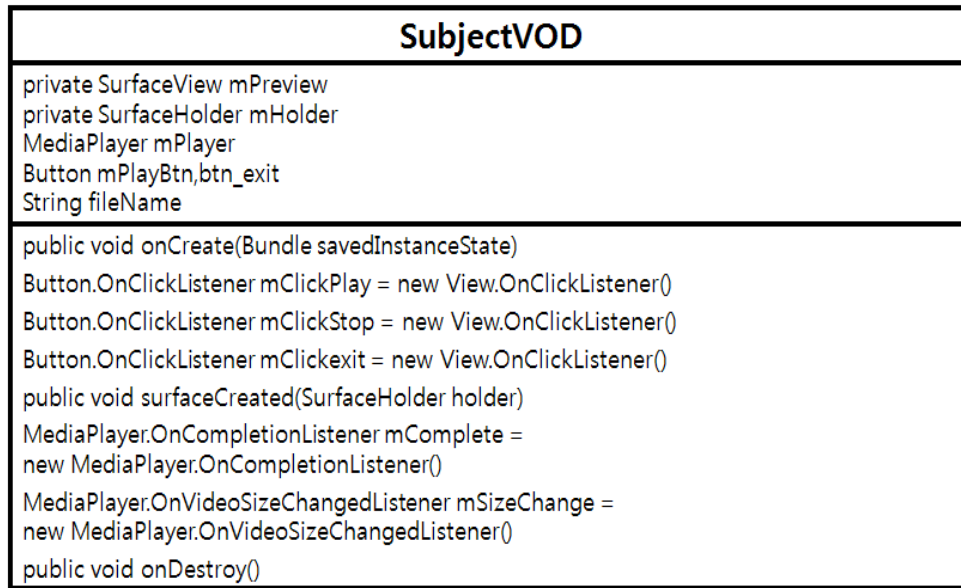 SubjectVOD
private SurfaceView mPreview
private SurfaceHolder mHolder
MediaPlayer mPlayer
Button mPlayBtn,btn_exit
String fileName
public void onCreate(Bundle savedInstanceState)
Button.OnClickListener mClickPlay = new View.OnClickListener()
Button.OnClickListener mClickStop = new View.OnClickListener()
Button.OnClickListener mClickexit = new View.OnClickListener()
public void surfaceCreated(SurfaceHolder holder)
MediaPlayer.OnCompletionListener mComplete =
new MediaPlayer.OnCompletionListener()
MediaPlayer.OnVideoSizeChangedListener mSizeChange =
new MediaPlayer.OnVideoSizeChangedListener()
public void onDestroy()